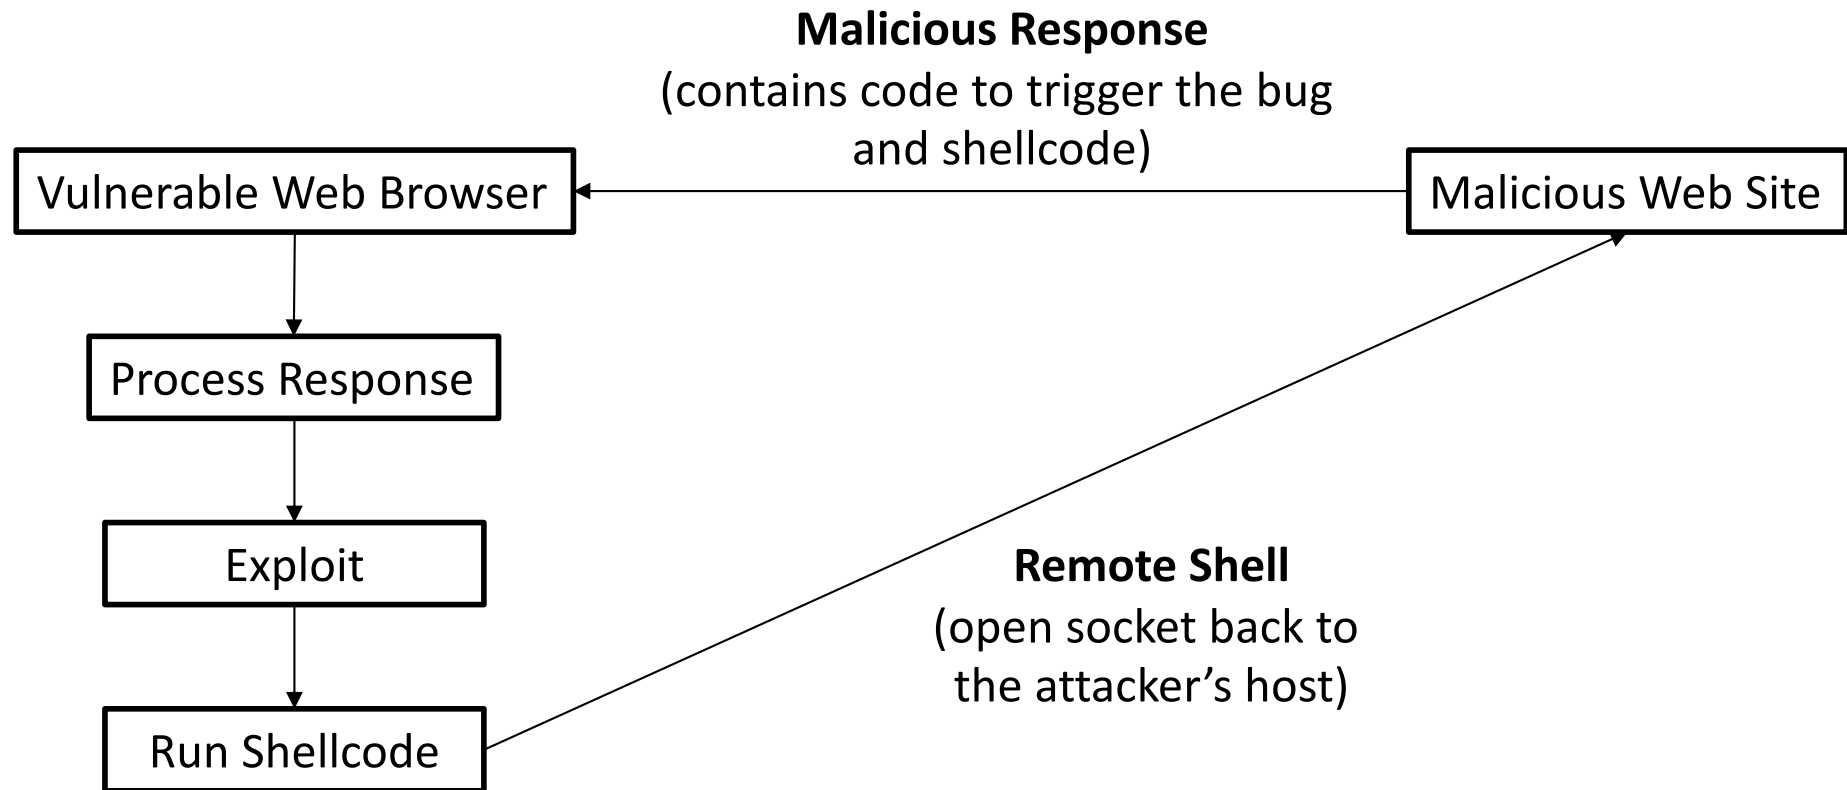 Malicious Response
(contains code to trigger the bug
and shellcode)
Vulnerable Web Browser
Malicious Web Site
Process Response
Exploit
Remote Shell
(open socket back to
the attacker’s host)
Run Shellcode